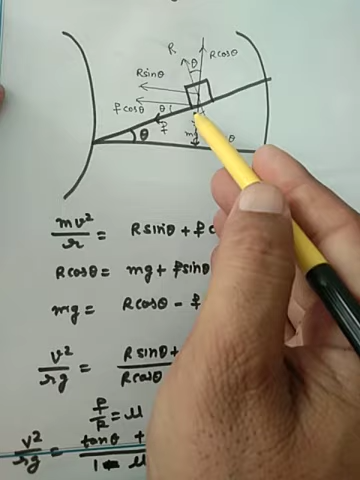 R
Rcosθ
θ
Rsinθ
fcosθ θ
f
θ
mg θ
mv²/r = Rsinθ + f
Rcosθ = mg + fsinθ
mg = Rcosθ - f
v²/rg = Rsinθ + / Rcosθ
f/R = μ
v²/rg = tanθ + / 1 - μ